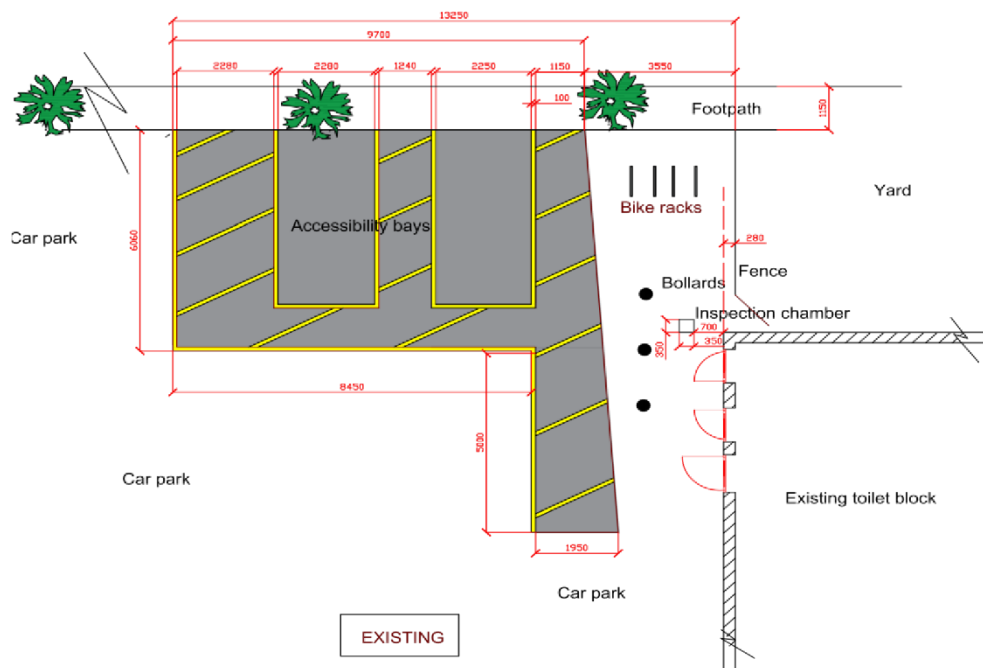 13250
9700
2280
2200
1240
2250
1150
3550
100
Footpath
1150
Yard
Bike racks
Accessibility bays
Car park
6060
280
Fence
Bollards
Inspection chamber
700
350
350
8450
5000
Car park
Existing toilet block
1950
Car park
EXISTING